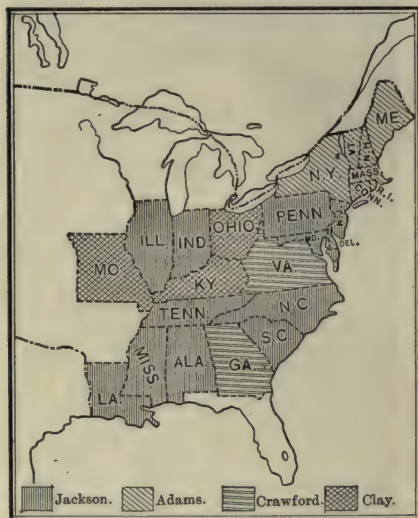 ME.
VT.
N.H.
N.Y.
MASS.
R.I.
CONN.
PENN.
N.J.
OHIO
ILL.
IND.
MD.
DEL.
VA.
MO.
KY.
N.C.
TENN.
S.C.
MISS.
ALA.
GA.
LA.
Jackson. Adams. Crawford. Clay.